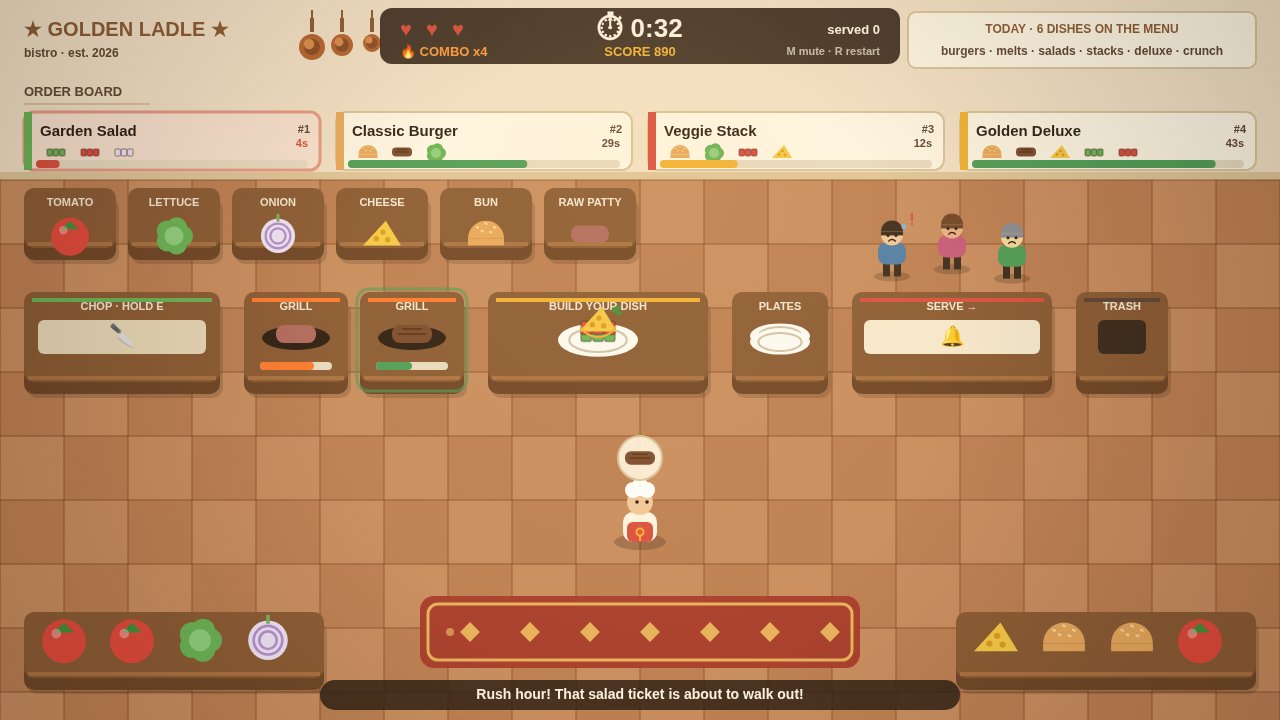 ★ GOLDEN LADLE ★
bistro · est. 2026
0:32
served 0
🔥 COMBO x4
SCORE 890
M mute · R restart
TODAY · 6 DISHES ON THE MENU
burgers · melts · salads · stacks · deluxe · crunch
ORDER BOARD
Garden Salad
#1
4s
Classic Burger
#2
29s
Veggie Stack
#3
12s
Golden Deluxe
#4
43s
TOMATO
LETTUCE
ONION
CHEESE
BUN
RAW PATTY
!
CHOP · HOLD E
GRILL
GRILL
BUILD YOUR DISH
PLATES
SERVE →
TRASH
Rush hour! That salad ticket is about to walk out!